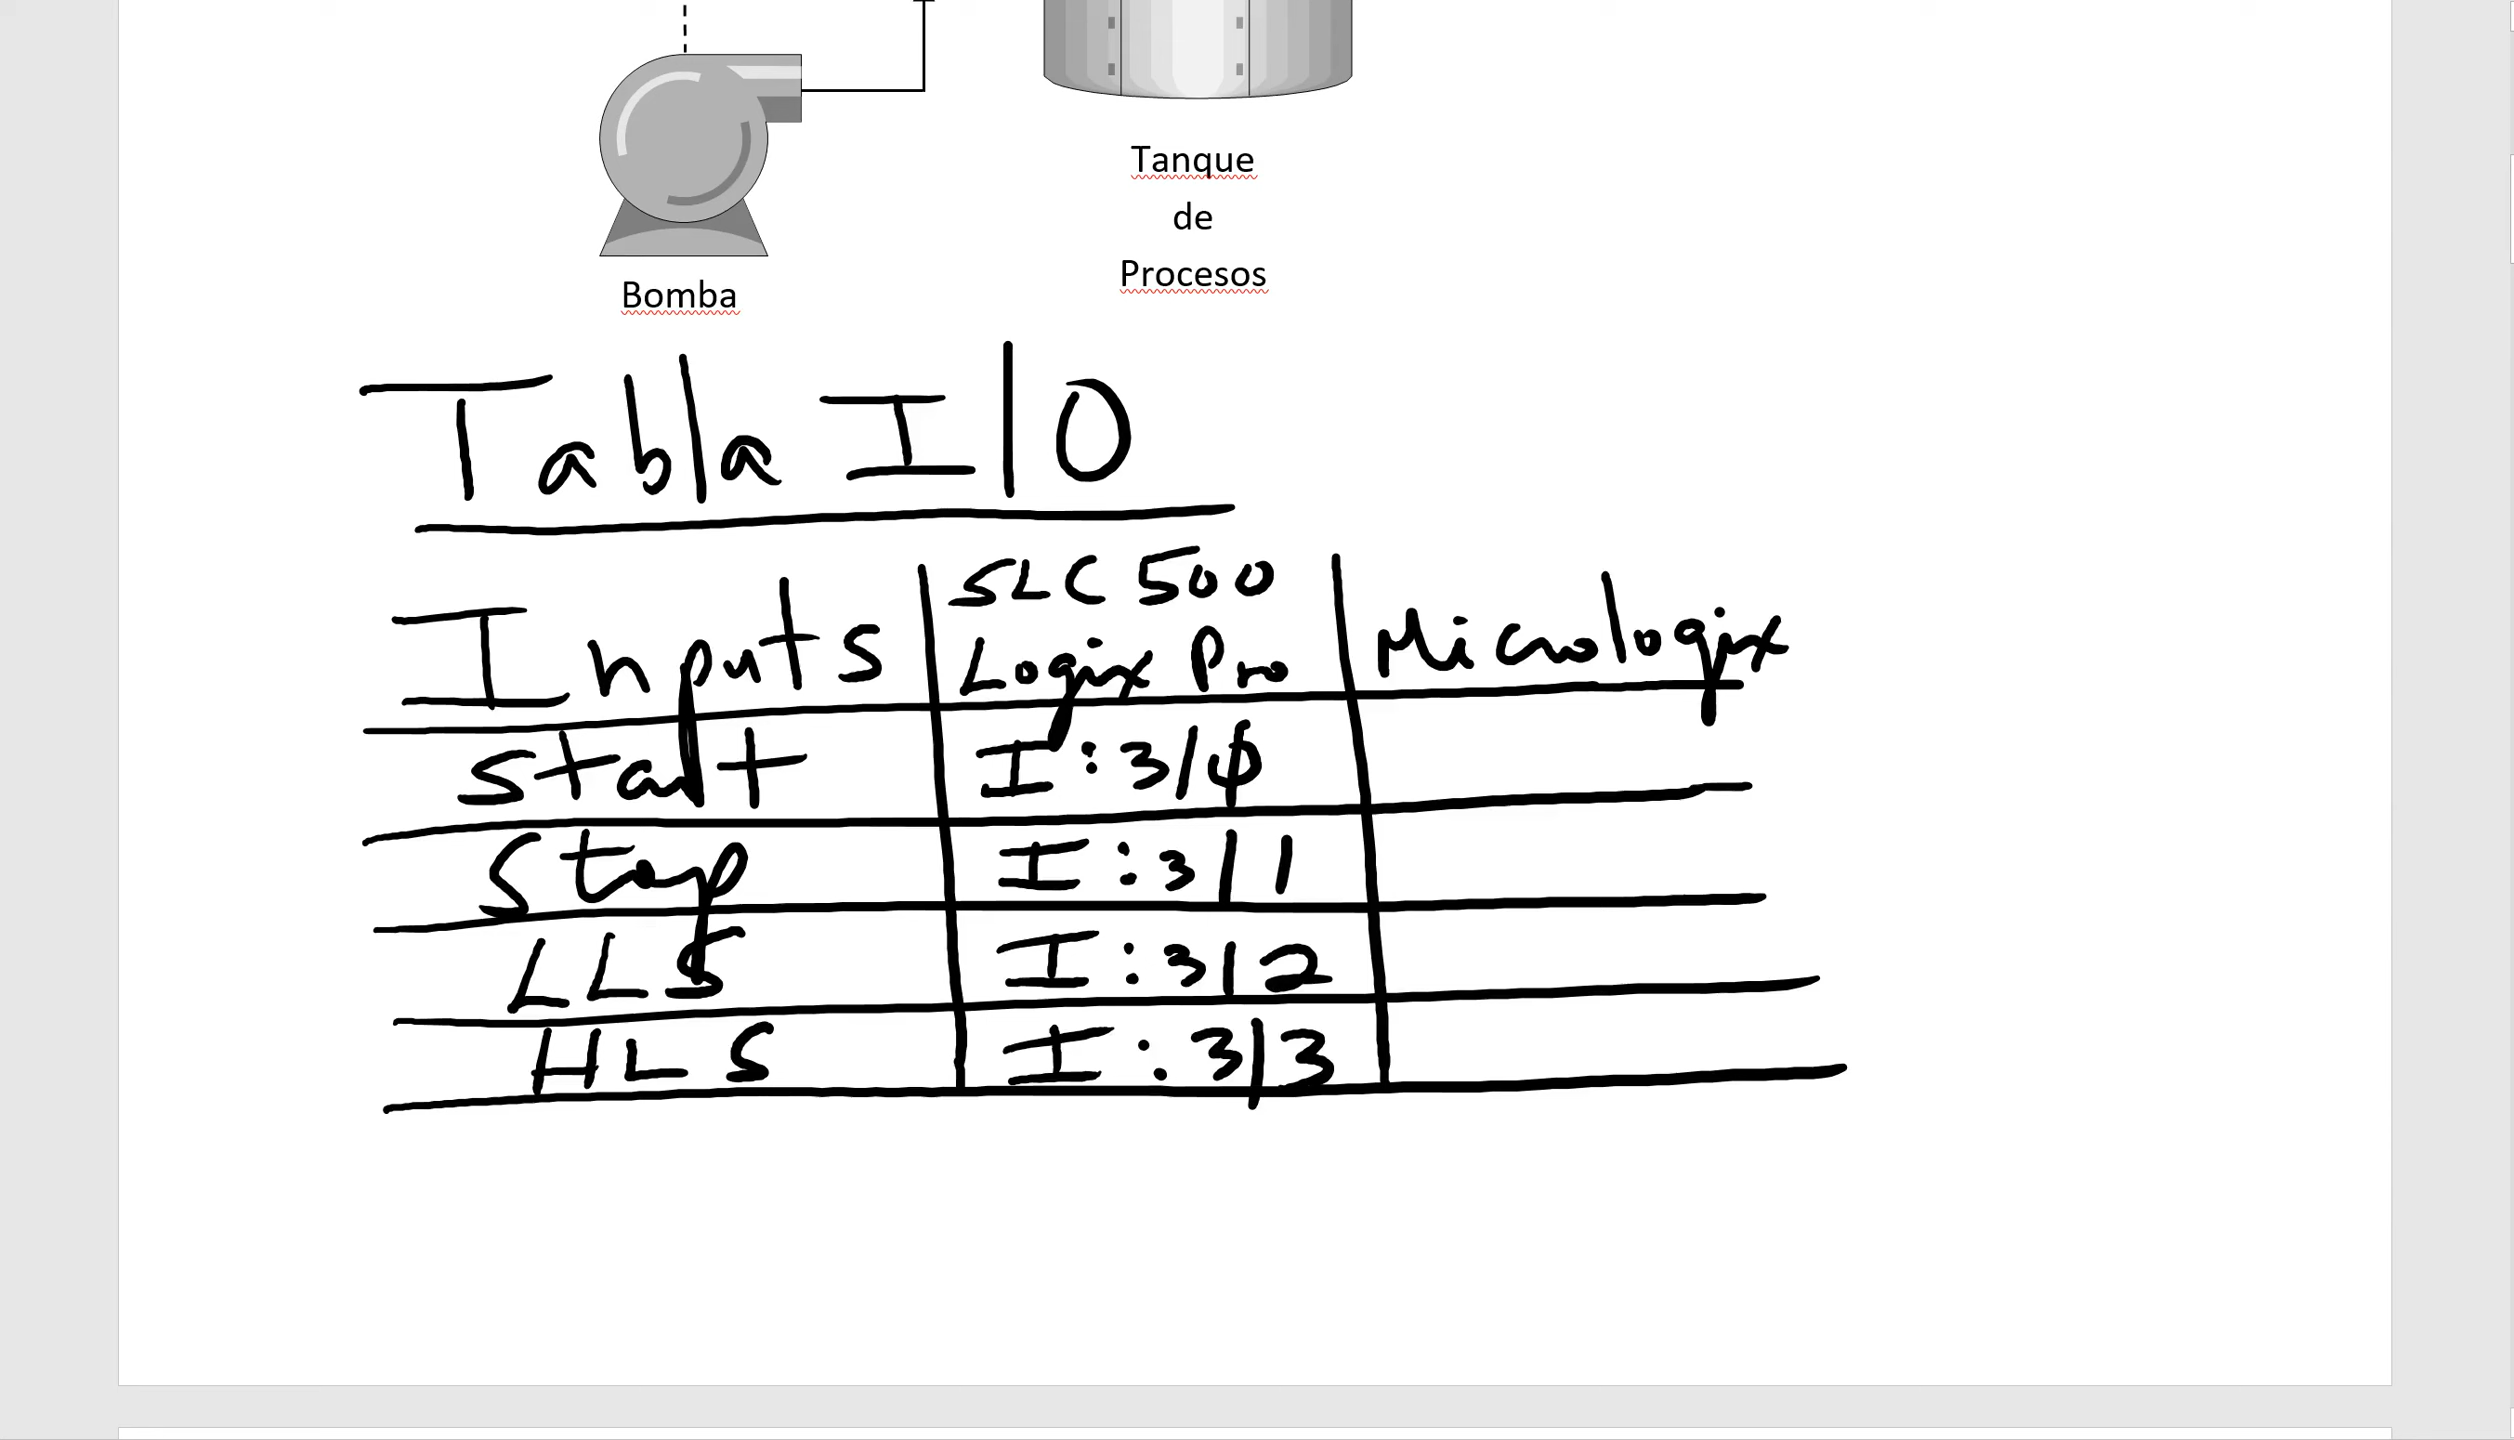 Tanque
de
Procesos
Bomba
Tabla I/O
Inputs SLC 500 Logix Pro Micrologix
Start I:3/0
Stop I:3/1
LLS I:3/2
HLS I:3/3